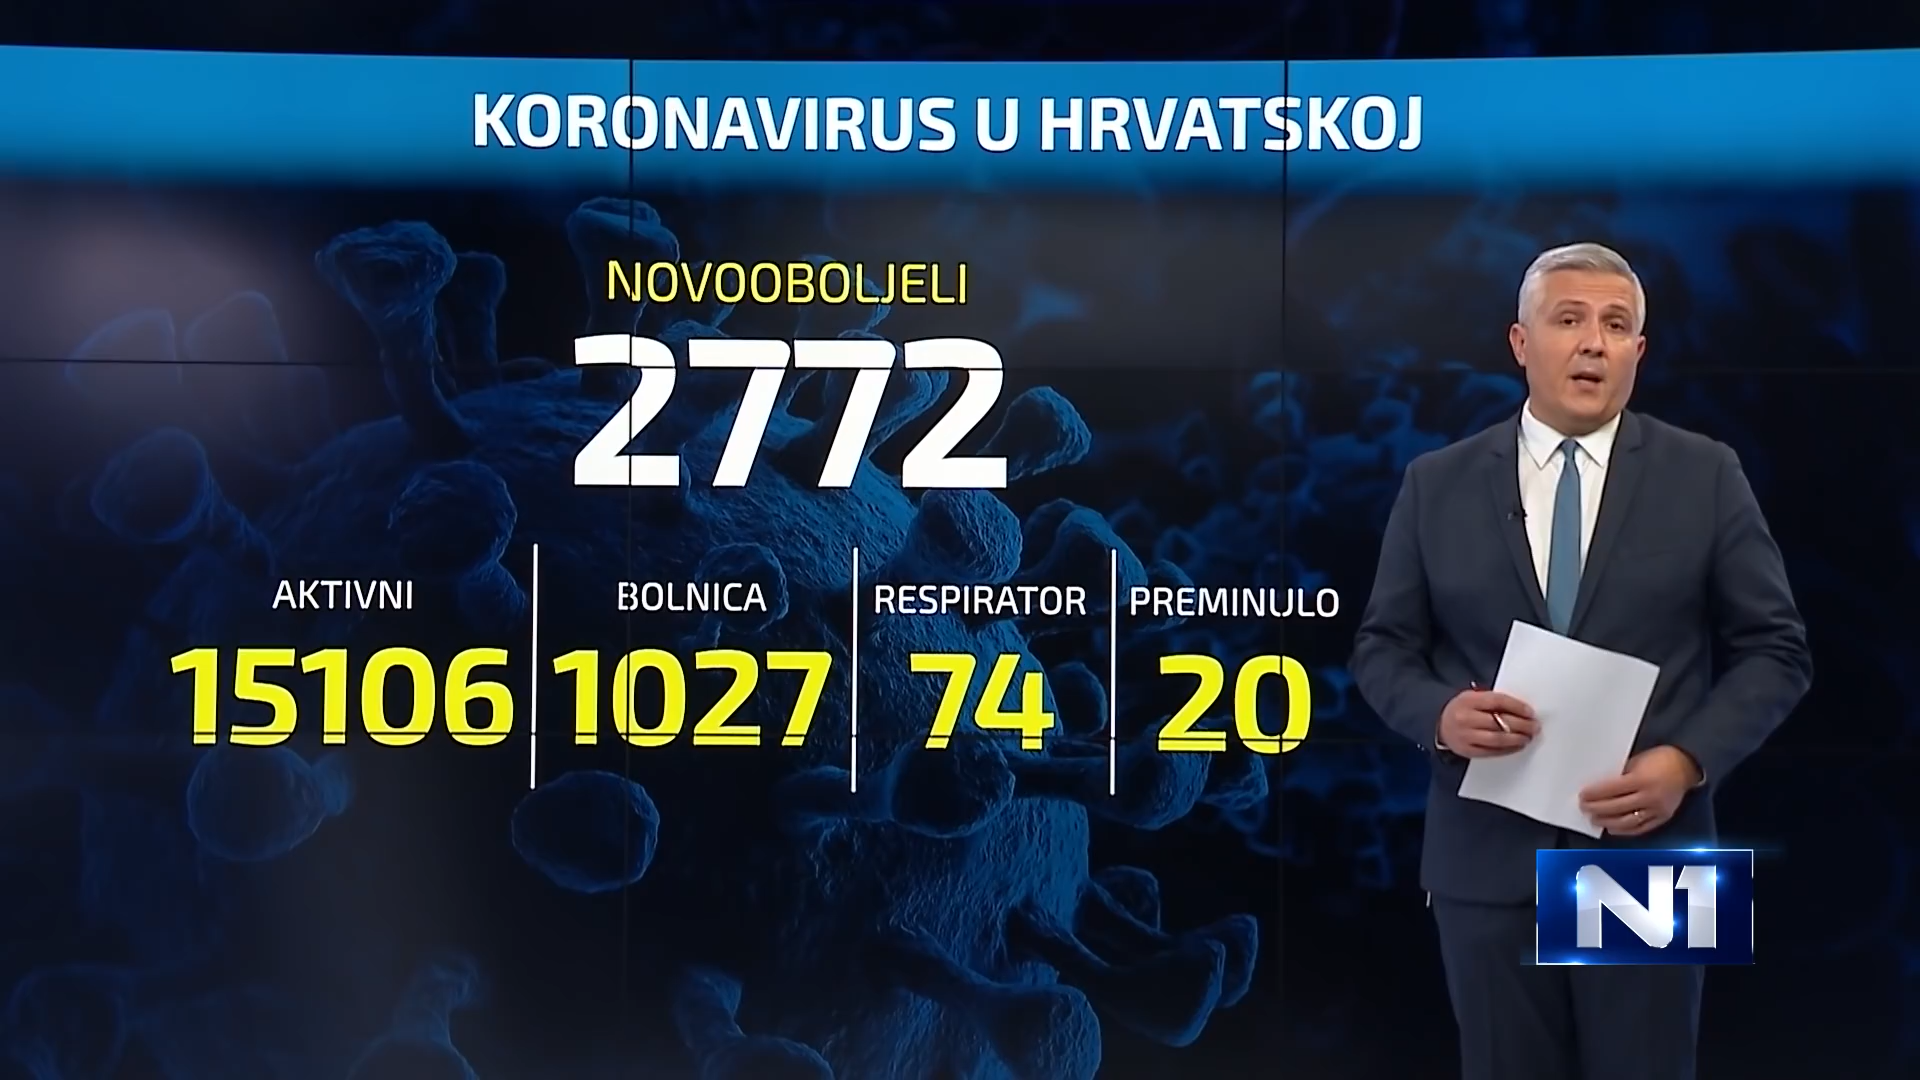 KORONAVIRUS U HRVATSKOJ
NOVOOBOLJELI
2772
AKTIVNI
15106
BOLNICA
1027
RESPIRATOR
74
PREMINULO
20
N1